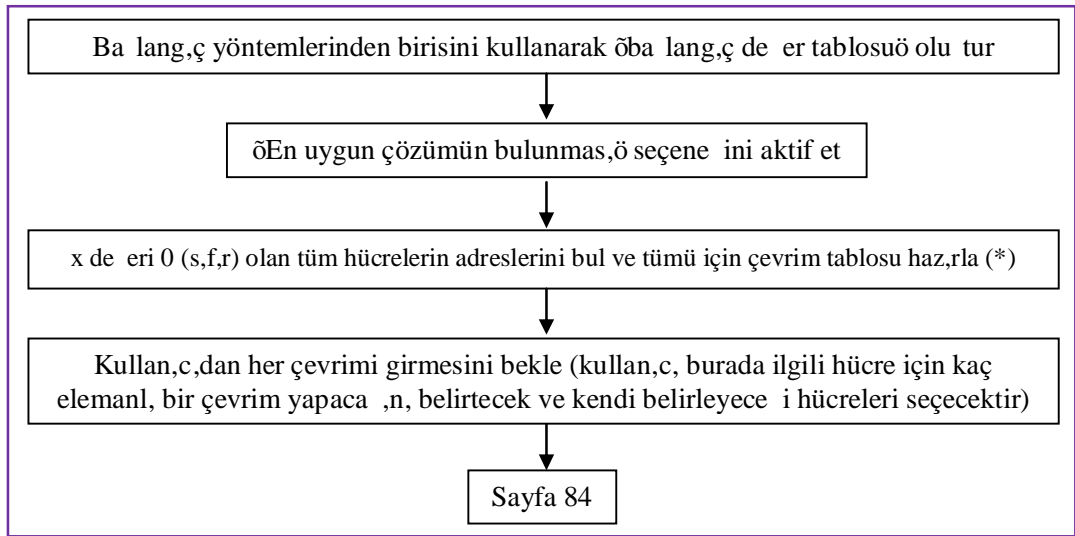 Ba lang,ç yöntemlerinden birisini kullanarak õba lang,ç de er tablosuö olu tur
õEn uygun çözümün bulunmas,ö seçene ini aktif et
x de eri 0 (s,f,r) olan tüm hücrelerin adreslerini bul ve tümü için çevrim tablosu haz,rla (*)
Kullan,c,dan her çevrimi girmesini bekle (kullan,c, burada ilgili hücre için kaç
elemanl, bir çevrim yapaca ,n, belirtecek ve kendi belirleyece i hücreleri seçecektir)
Sayfa 84